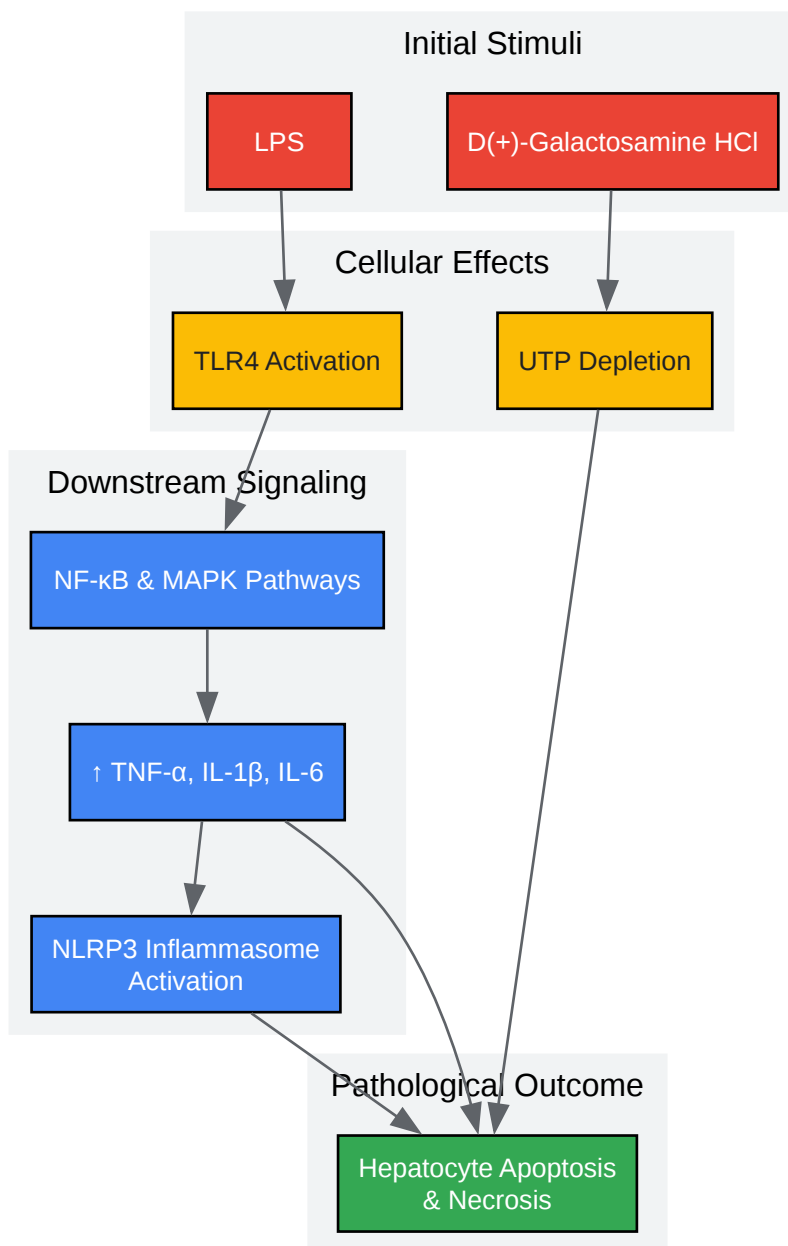 Initial Stimuli
LPS
D(+)-Galactosamine HCl
Cellular Effects
TLR4 Activation
UTP Depletion
Downstream Signaling
NF-κB & MAPK Pathways
↑ TNF-α, IL-1β, IL-6
NLRP3 Inflammasome
Activation
Pathological Outcome
Hepatocyte Apoptosis
& Necrosis